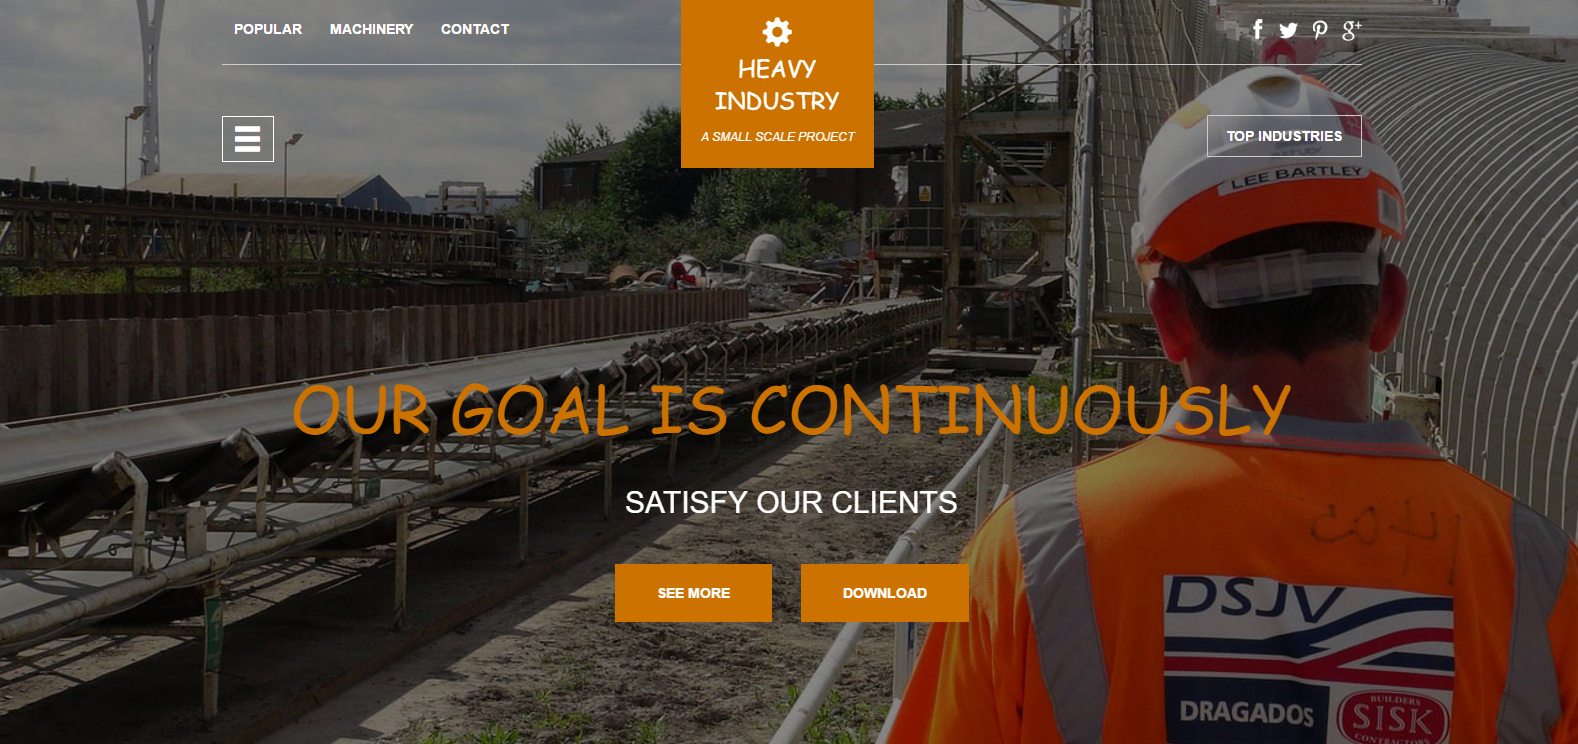 POPULAR MACHINERY CONTACT
HEAVY
INDUSTRY
A SMALL SCALE PROJECT
TOP INDUSTRIES
LEE BARTLEY
OUR GOAL IS CONTINUOUSLY
SATISFY OUR CLIENTS
SEE MORE DOWNLOAD
DSJV
DRAGADOS
BUILDERS
SISK
CONTRACTORS